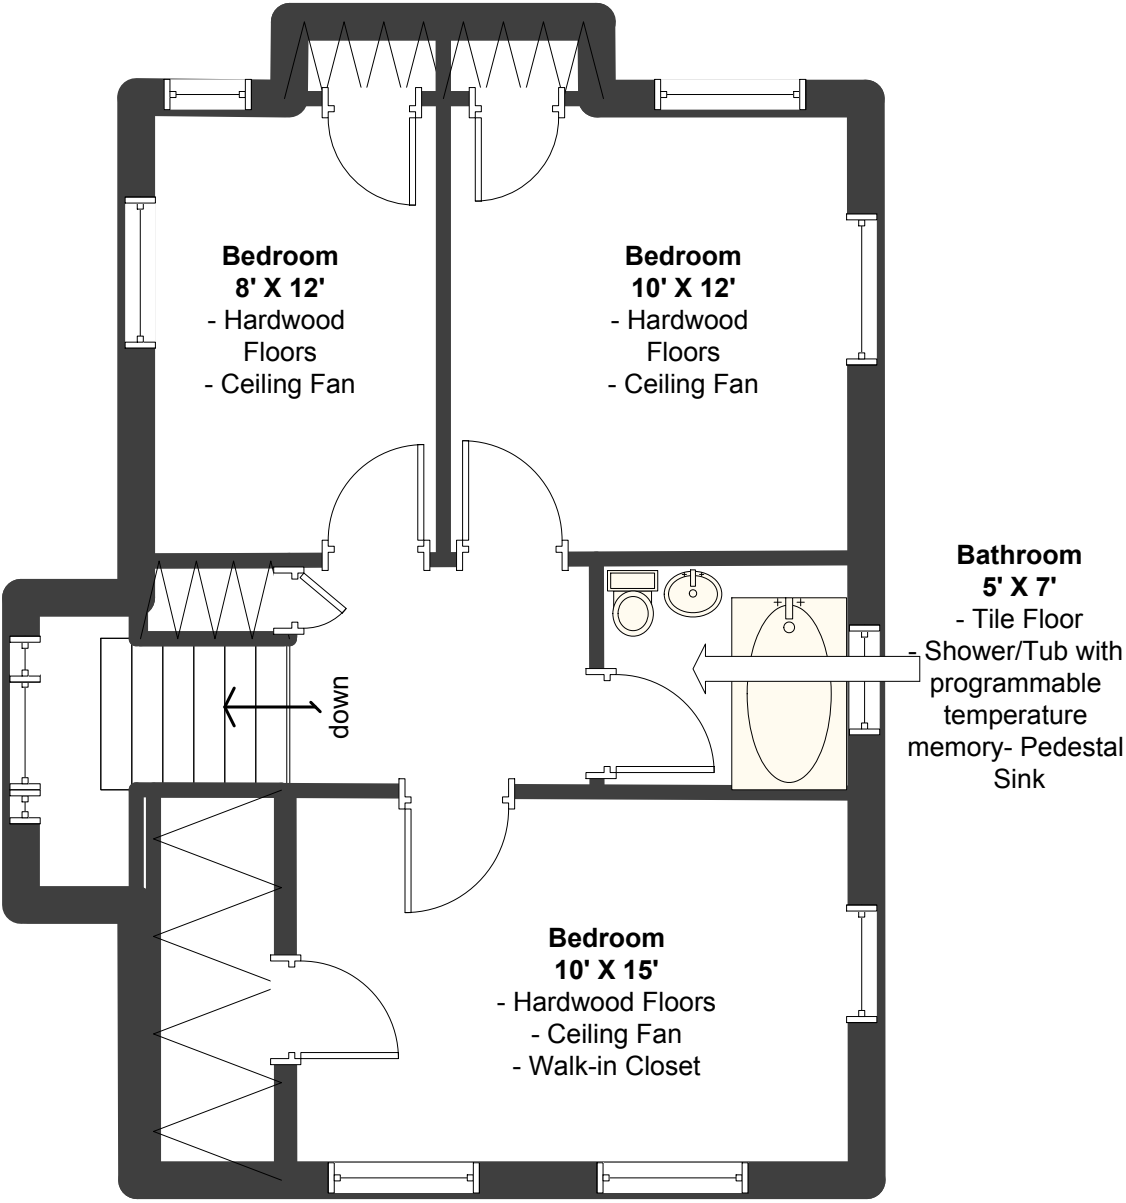 Bedroom
8' X 12'
- Hardwood
Floors
- Ceiling Fan
Bedroom
10' X 12'
- Hardwood
Floors
- Ceiling Fan
Bathroom
5' X 7'
- Tile Floor
- Shower/Tub with
programmable
temperature
memory- Pedestal
Sink
down
Bedroom
10' X 15'
- Hardwood Floors
- Ceiling Fan
- Walk-in Closet